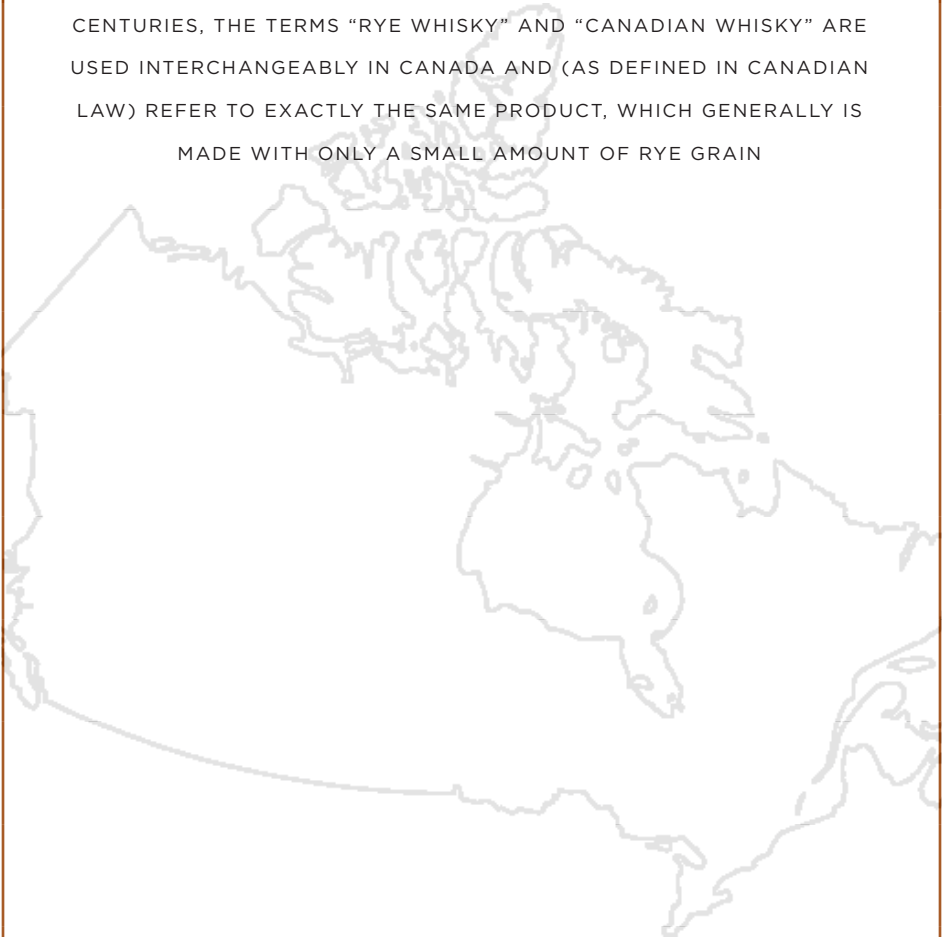 CENTURIES, THE TERMS “RYE WHISKY” AND “CANADIAN WHISKY” ARE
USED INTERCHANGEABLY IN CANADA AND (AS DEFINED IN CANADIAN
LAW) REFER TO EXACTLY THE SAME PRODUCT, WHICH GENERALLY IS
MADE WITH ONLY A SMALL AMOUNT OF RYE GRAIN